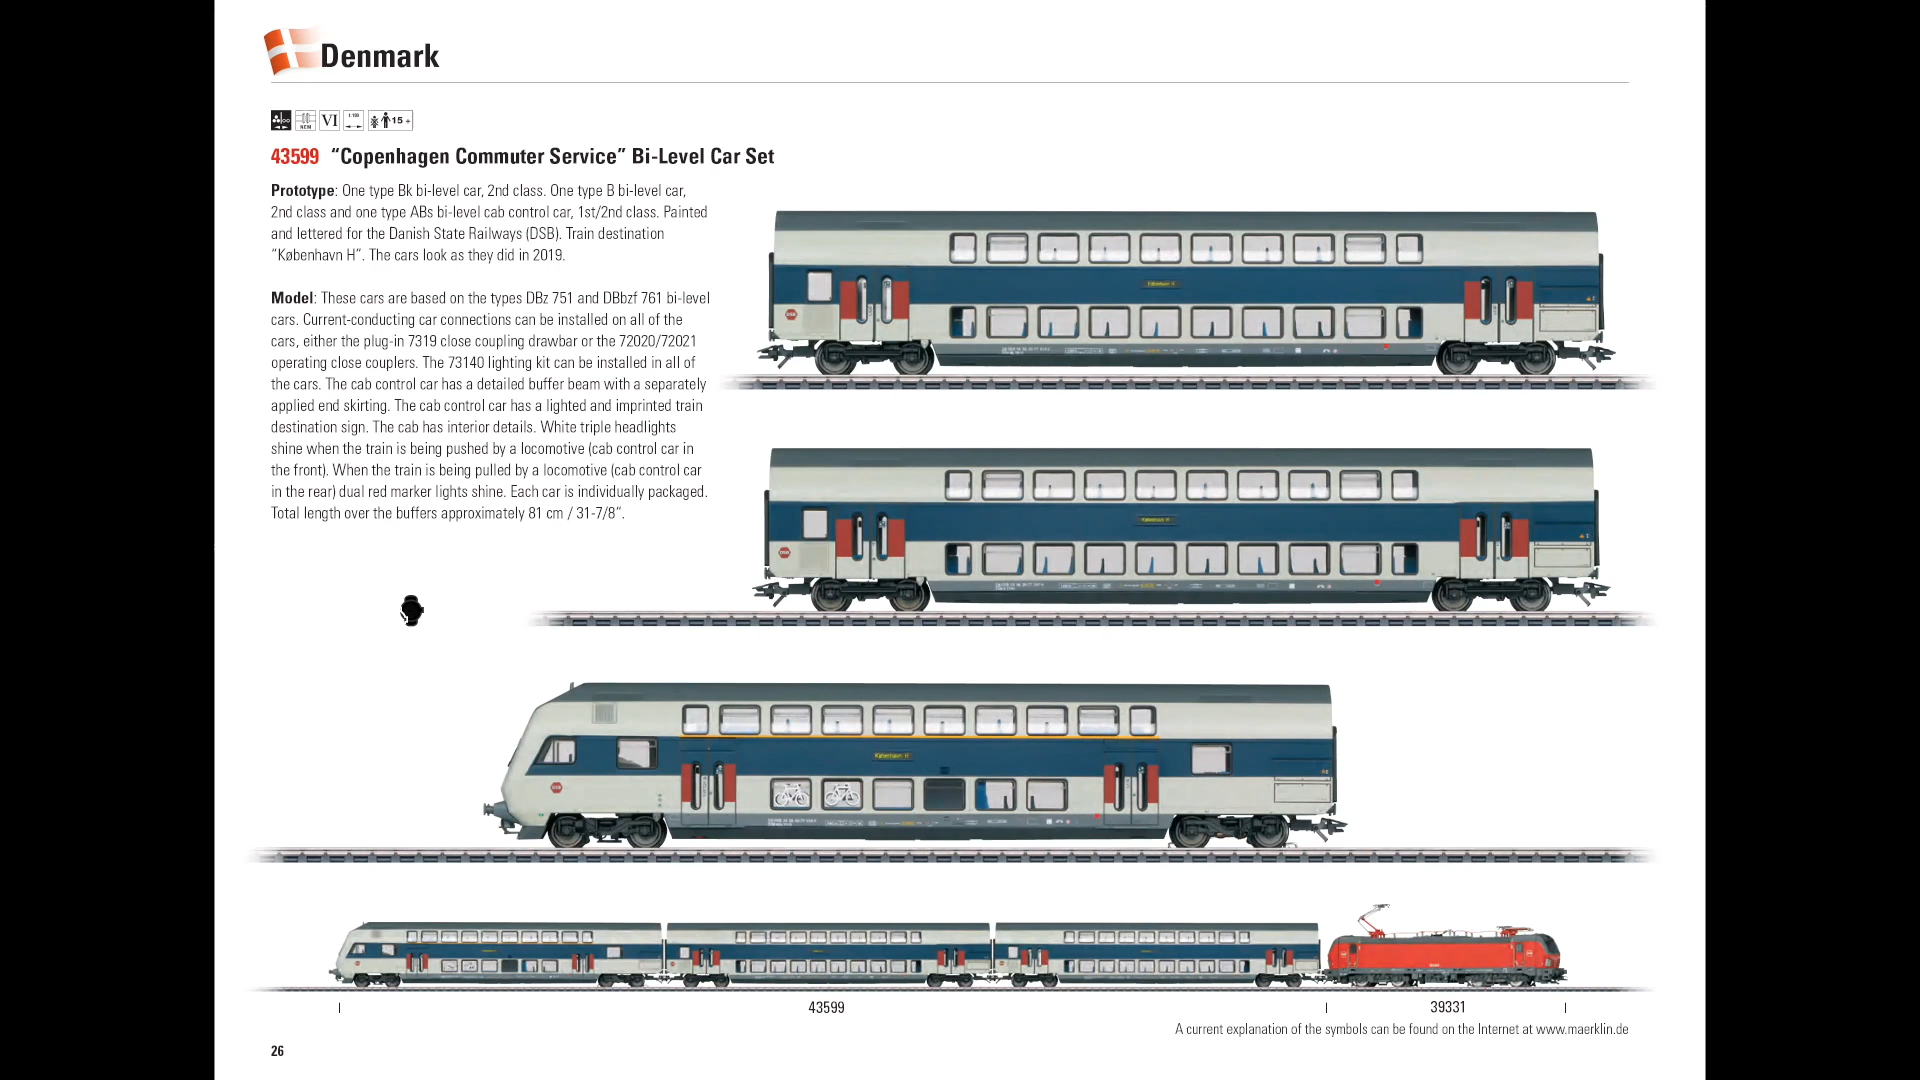 Denmark
VI
15 +
43599 “Copenhagen Commuter Service” Bi-Level Car Set
Prototype: One type Bk bi-level car, 2nd class. One type B bi-level car,
2nd class and one type ABs bi-level cab control car, 1st/2nd class. Painted
and lettered for the Danish State Railways (DSB). Train destination
“København H”. The cars look as they did in 2019.
Model: These cars are based on the types DBz 751 and DBbzf 761 bi-level
cars. Current-conducting car connections can be installed on all of the
cars, either the plug-in 7319 close coupling drawbar or the 72020/72021
operating close couplers. The 73140 lighting kit can be installed in all of
the cars. The cab control car has a detailed buffer beam with a separately
applied end skirting. The cab control car has a lighted and imprinted train
destination sign. The cab has interior details. White triple headlights
shine when the train is being pushed by a locomotive (cab control car in
the front). When the train is being pulled by a locomotive (cab control car
in the rear) dual red marker lights shine. Each car is individually packaged.
Total length over the buffers approximately 81 cm / 31-7/8”.
København H
DSB
København H
DSB
København H
DSB
43599
39331
A current explanation of the symbols can be found on the Internet at www.maerklin.de
26